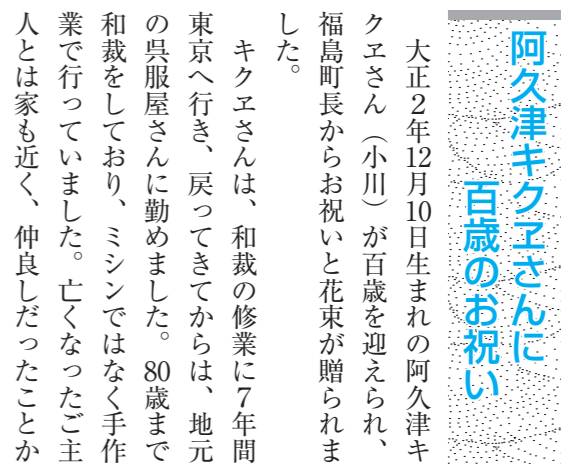 阿久津キクヱさんに
百歳のお祝い
大正２年12月10日生まれの阿久津キ
クヱさん（小川）が百歳を迎えられ、
福島町長からお祝いと花束が贈られま
した。
キクヱさんは、和裁の修業に７年間
東京へ行き、戻ってきてからは、地元
の呉服屋さんに勤めました。80歳まで
和裁をしており、ミシンではなく手作
業で行っていました。亡くなったご主
人とは家も近く、仲良しだったことか